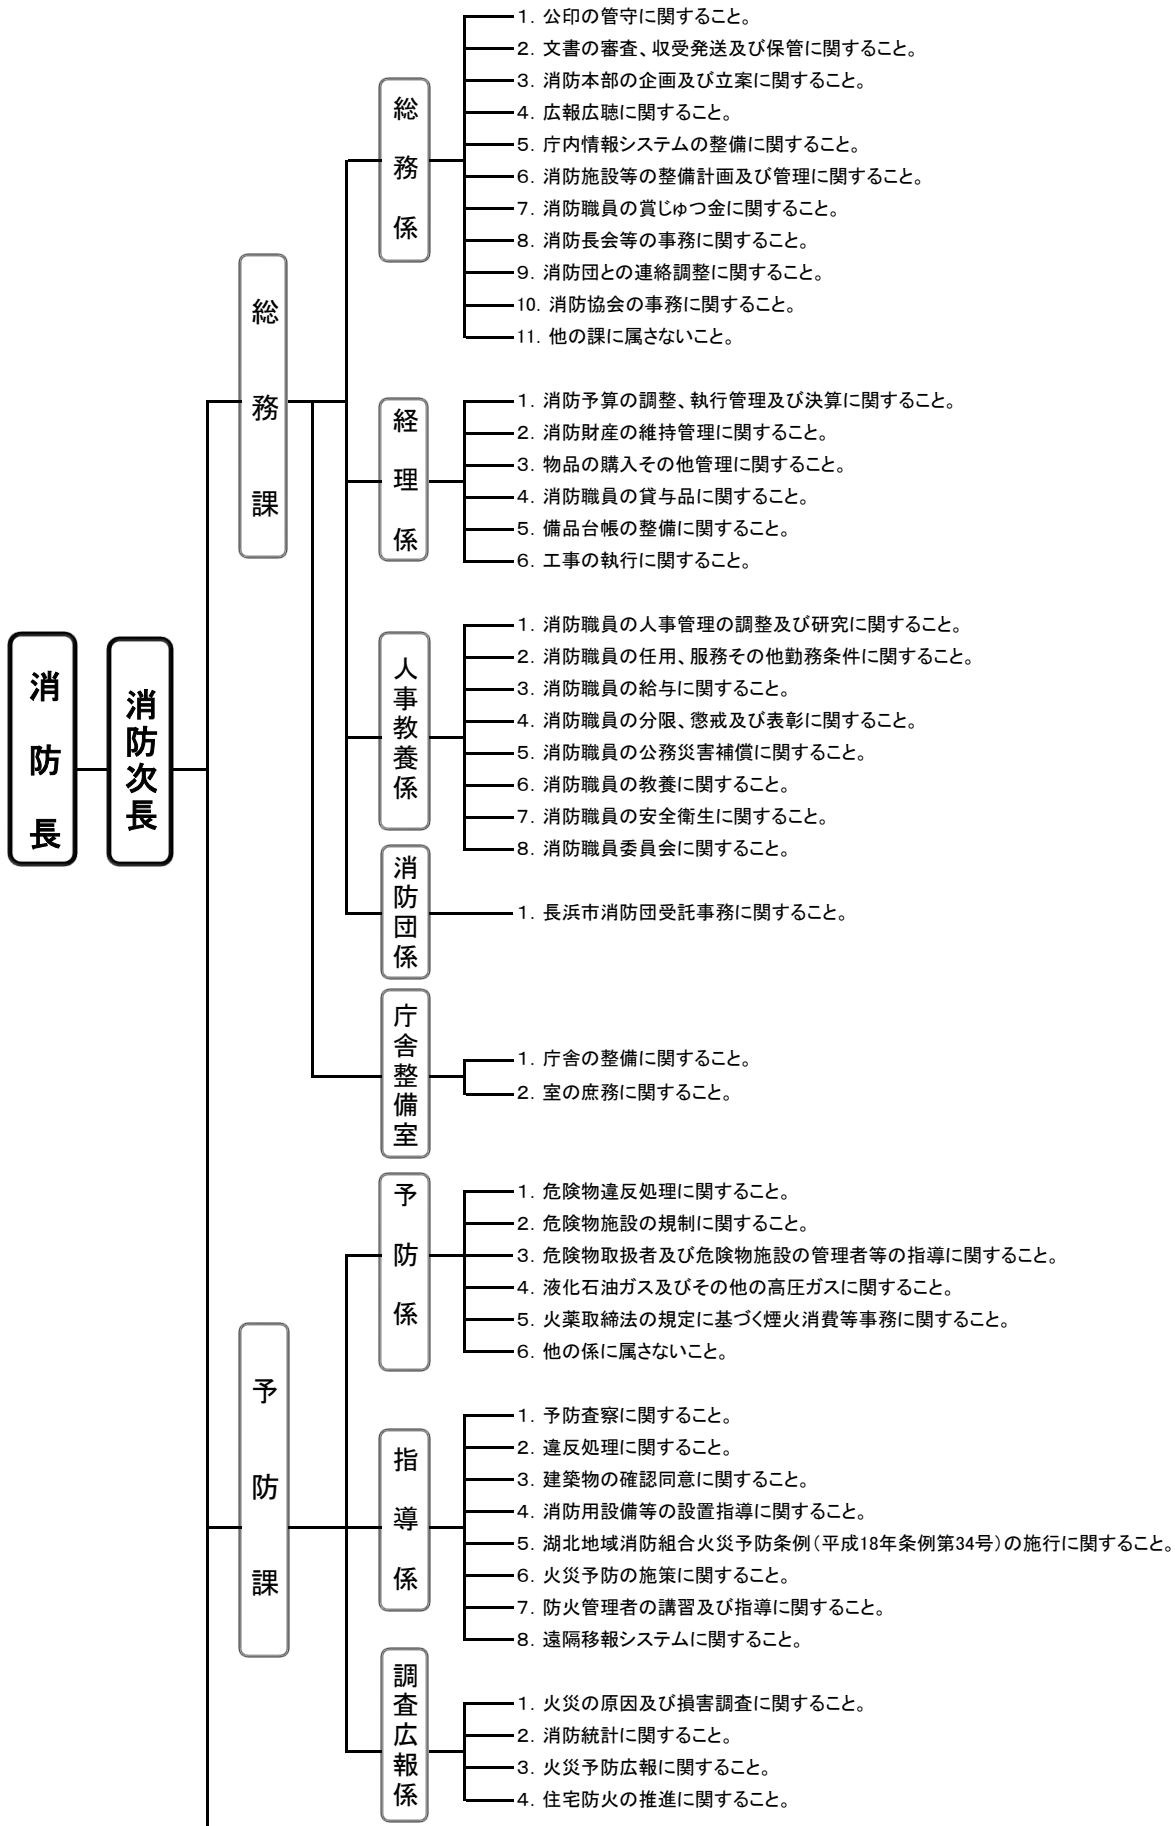 消防長
消防次長
総務課
総務係
1. 公印の管守に関すること。
2. 文書の審査、収受発送及び保管に関すること。
3. 消防本部の企画及び立案に関すること。
4. 広報広聴に関すること。
5. 庁内情報システムの整備に関すること。
6. 消防施設等の整備計画及び管理に関すること。
7. 消防職員の賞じゅつ金に関すること。
8. 消防長会等の事務に関すること。
9. 消防団との連絡調整に関すること。
10. 消防協会の事務に関すること。
11. 他の課に属さないこと。
経理係
1. 消防予算の調整、執行管理及び決算に関すること。
2. 消防財産の維持管理に関すること。
3. 物品の購入その他管理に関すること。
4. 消防職員の貸与品に関すること。
5. 備品台帳の整備に関すること。
6. 工事の執行に関すること。
人事教養係
1. 消防職員の人事管理の調整及び研究に関すること。
2. 消防職員の任用、服務その他勤務条件に関すること。
3. 消防職員の給与に関すること。
4. 消防職員の分限、懲戒及び表彰に関すること。
5. 消防職員の公務災害補償に関すること。
6. 消防職員の教養に関すること。
7. 消防職員の安全衛生に関すること。
8. 消防職員委員会に関すること。
消防団係
1. 長浜市消防団受託事務に関すること。
庁舎整備室
1. 庁舎の整備に関すること。
2. 室の庶務に関すること。
予防課
予防係
1. 危険物違反処理に関すること。
2. 危険物施設の規制に関すること。
3. 危険物取扱者及び危険物施設の管理者等の指導に関すること。
4. 液化石油ガス及びその他の高圧ガスに関すること。
5. 火薬取締法の規定に基づく煙火消費等事務に関すること。
6. 他の係に属さないこと。
指導係
1. 予防査察に関すること。
2. 違反処理に関すること。
3. 建築物の確認同意に関すること。
4. 消防用設備等の設置指導に関すること。
5. 湖北地域消防組合火災予防条例(平成18年条例第34号)の施行に関すること。
6. 火災予防の施策に関すること。
7. 防火管理者の講習及び指導に関すること。
8. 遠隔移報システムに関すること。
調査広報係
1. 火災の原因及び損害調査に関すること。
2. 消防統計に関すること。
3. 火災予防広報に関すること。
4. 住宅防火の推進に関すること。